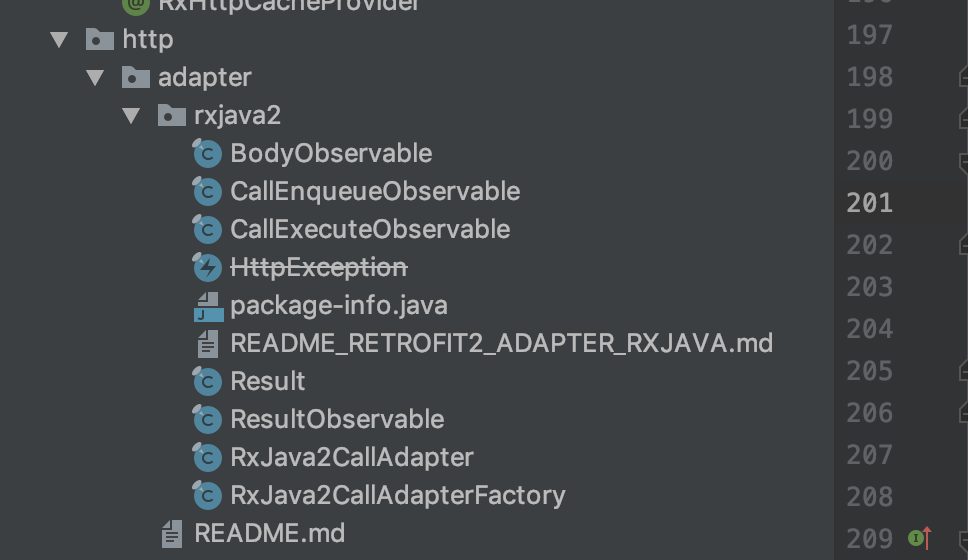 RxHttpCacheProvider
http
adapter
rxjava2
BodyObservable
CallEnqueueObservable
CallExecuteObservable
HttpException
package-info.java
README_RETROFIT2_ADAPTER_RXJAVA.md
Result
ResultObservable
RxJava2CallAdapter
RxJava2CallAdapterFactory
README.md
197
198
199
200
201
202
203
204
205
206
207
208
209